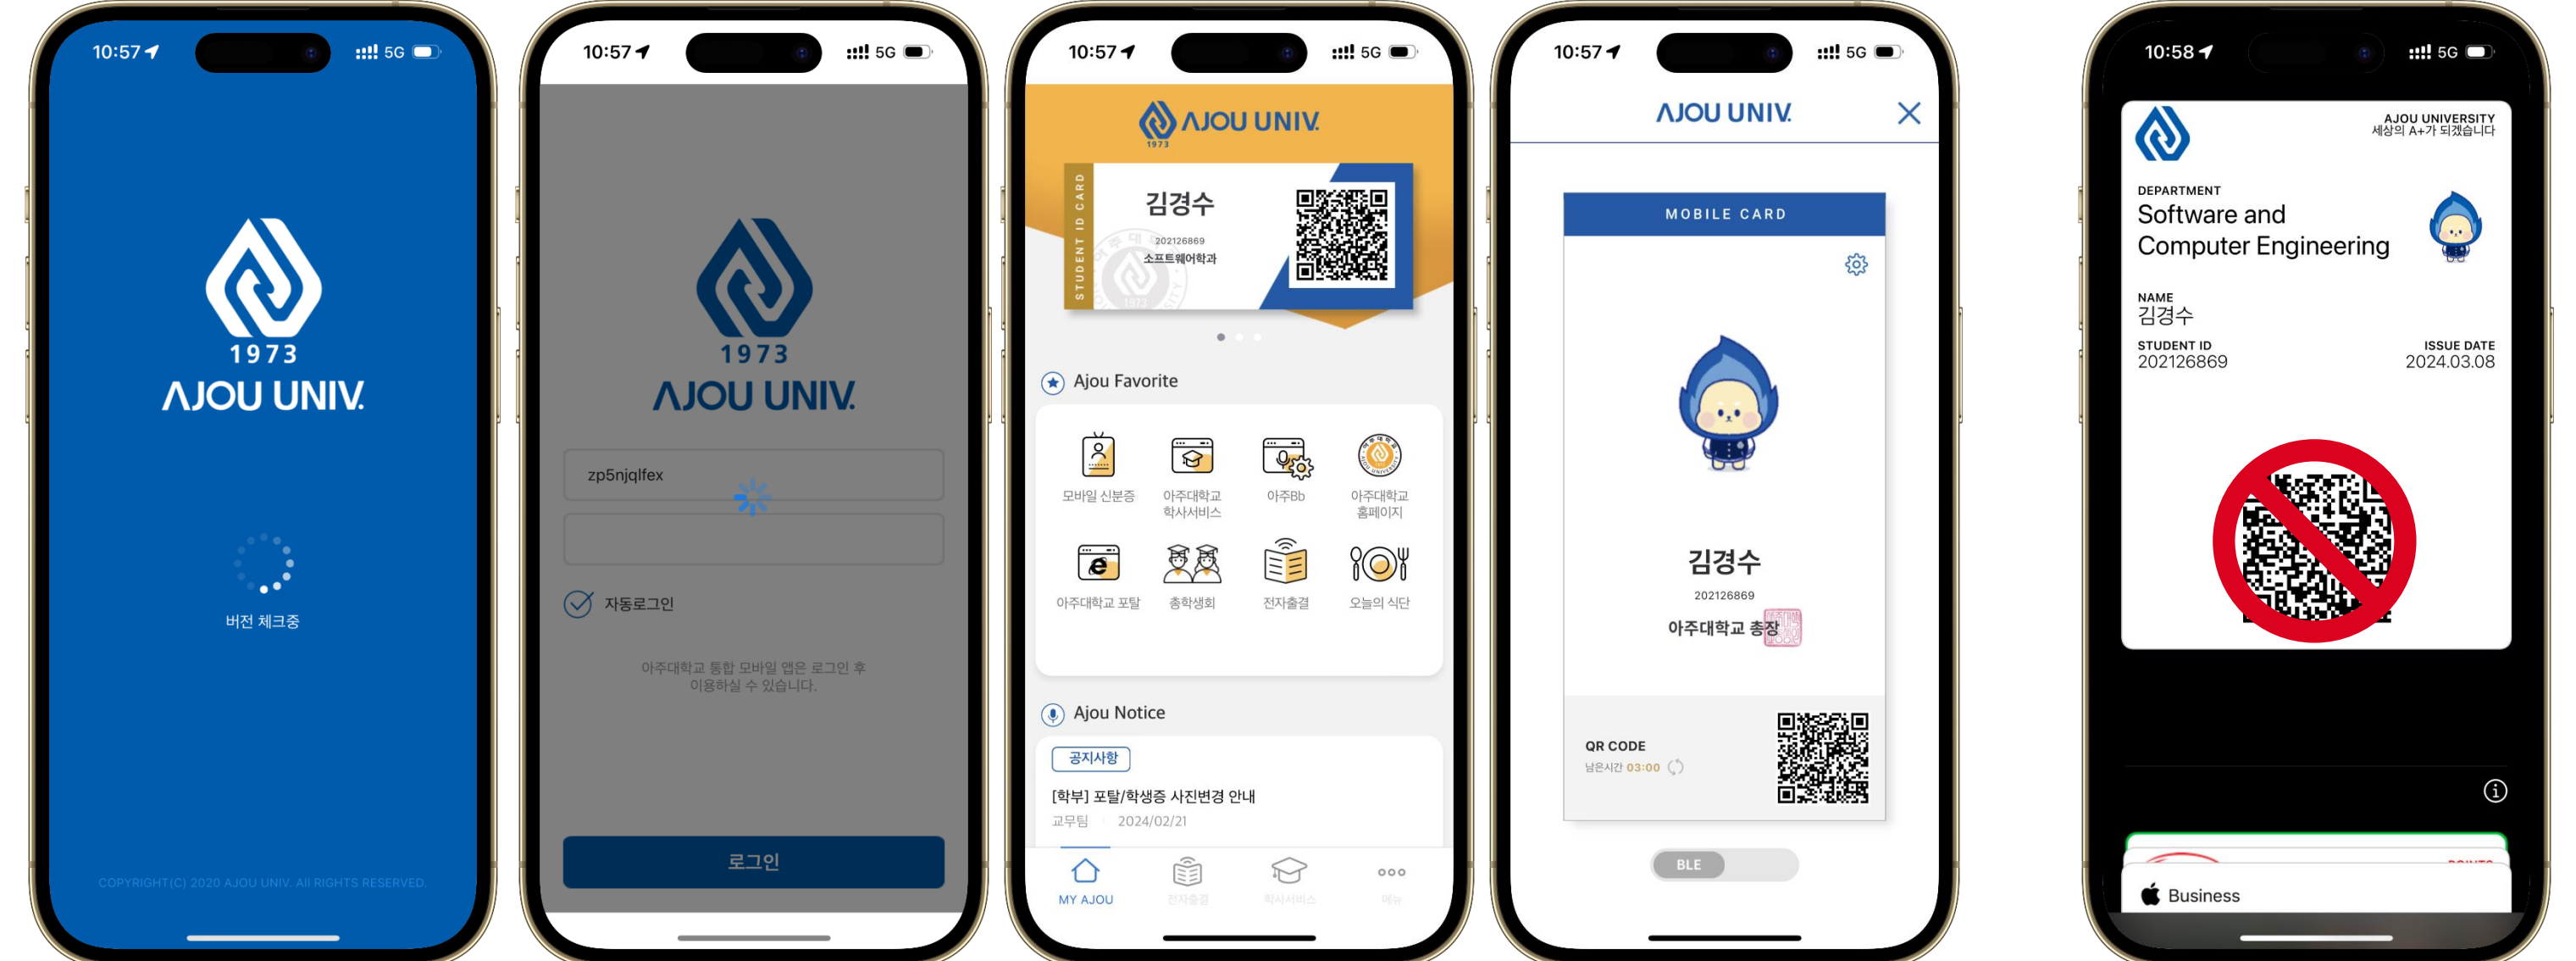 10:57
5G
1973
AJOU UNIV.
버전 체크중
COPYRIGHT(C) 2020 AJOU UNIV. All RIGHTS RESERVED.
10:57
5G
1973
AJOU UNIV.
zp5njqlfex
자동로그인
아주대학교 통합 모바일 앱은 로그인 후
이용하실 수 있습니다.
로그인
10:57
5G
1973
AJOU UNIV.
STUDENT ID CARD
김경수
202126869
소프트웨어학과
Ajou Favorite
모바일 신분증
아주대학교
학사서비스
아주Bb
아주대학교
홈페이지
아주대학교 포탈
총학생회
전자출결
오늘의 식단
Ajou Notice
공지사항
[학부] 포탈/학생증 사진변경 안내
교무팀 2024/02/21
MY AJOU
전자출결
학사서비스
메뉴
10:57
5G
AJOU UNIV.
MOBILE CARD
김경수
202126869
아주대학교 총장
QR CODE
남은시간 03:00
BLE
10:58
5G
AJOU UNIVERSITY
세상의 A+가 되겠습니다
DEPARTMENT
Software and
Computer Engineering
NAME
김경수
STUDENT ID
202126869
ISSUE DATE
2024.03.08
Business